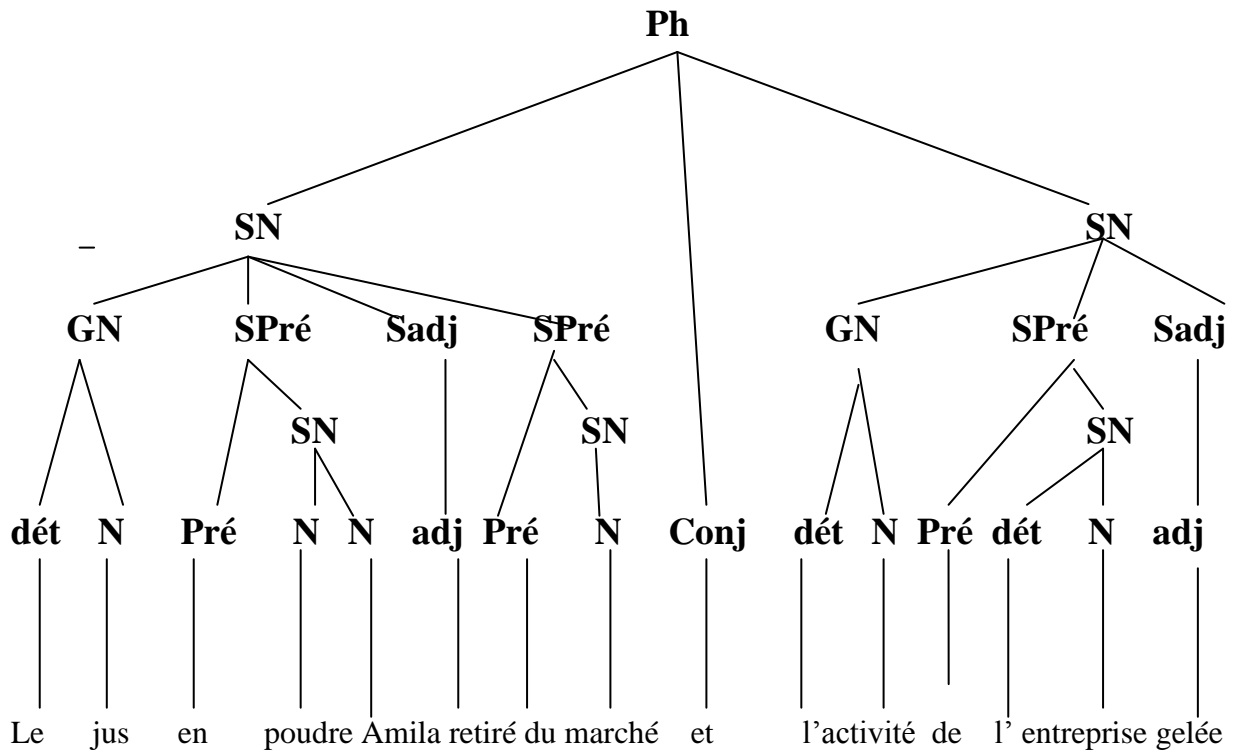 Ph
SN SN
–
GN SPré Sadj SPré GN SPré Sadj
SN SN SN
dét N Pré N N adj Pré N Conj dét N Pré dét N adj
Le jus en poudre Amila retiré du marché et l'activité de l' entreprise gelée